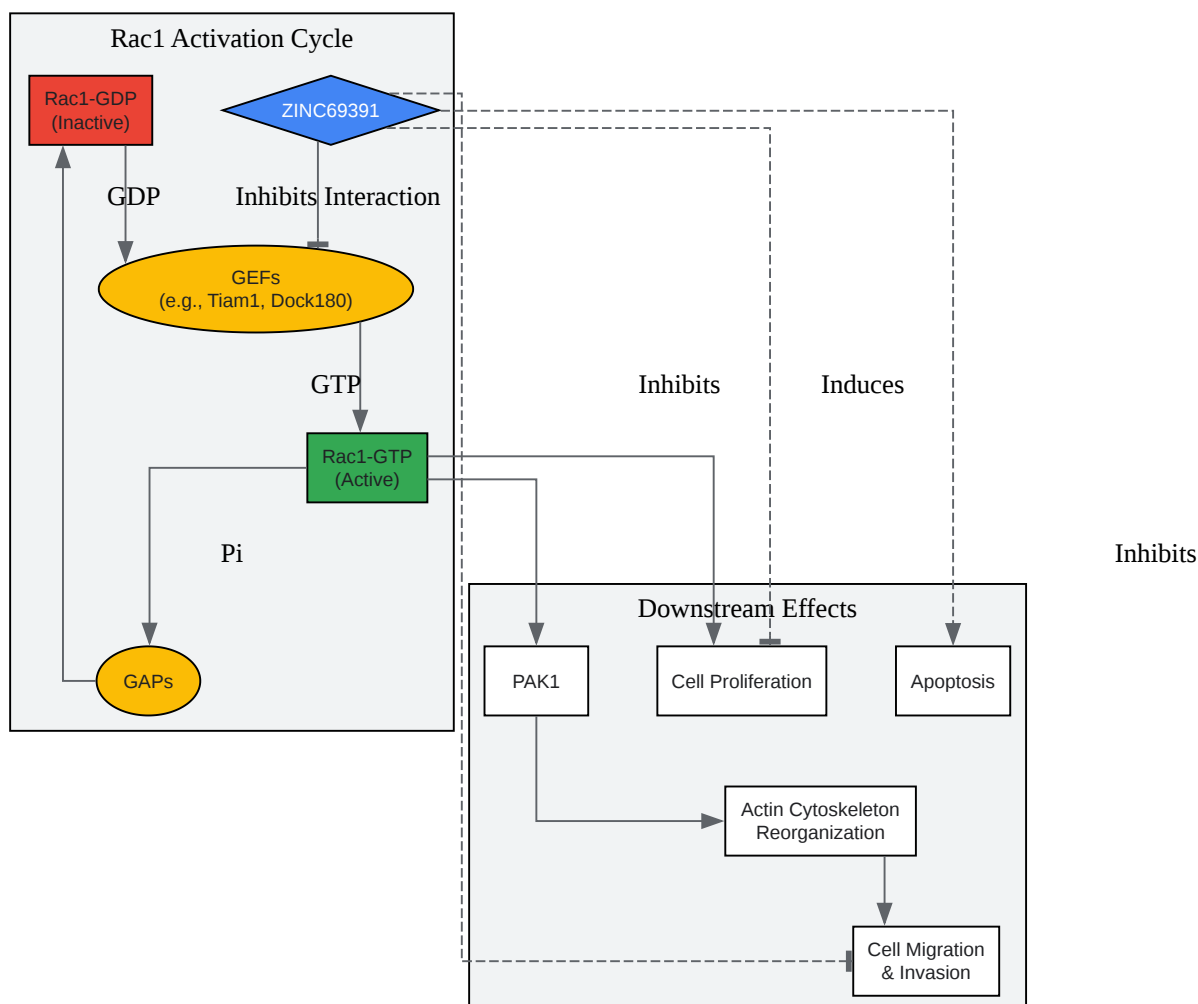 Rac1 Activation Cycle
Rac1-GDP
(Inactive)
ZINC69391
GDP
Inhibits Interaction
GEFs
(e.g., Tiam1, Dock180)
GTP
Inhibits
Induces
Rac1-GTP
(Active)
Pi
Inhibits
Downstream Effects
GAPs
PAK1
Cell Proliferation
Apoptosis
Actin Cytoskeleton
Reorganization
Cell Migration
& Invasion